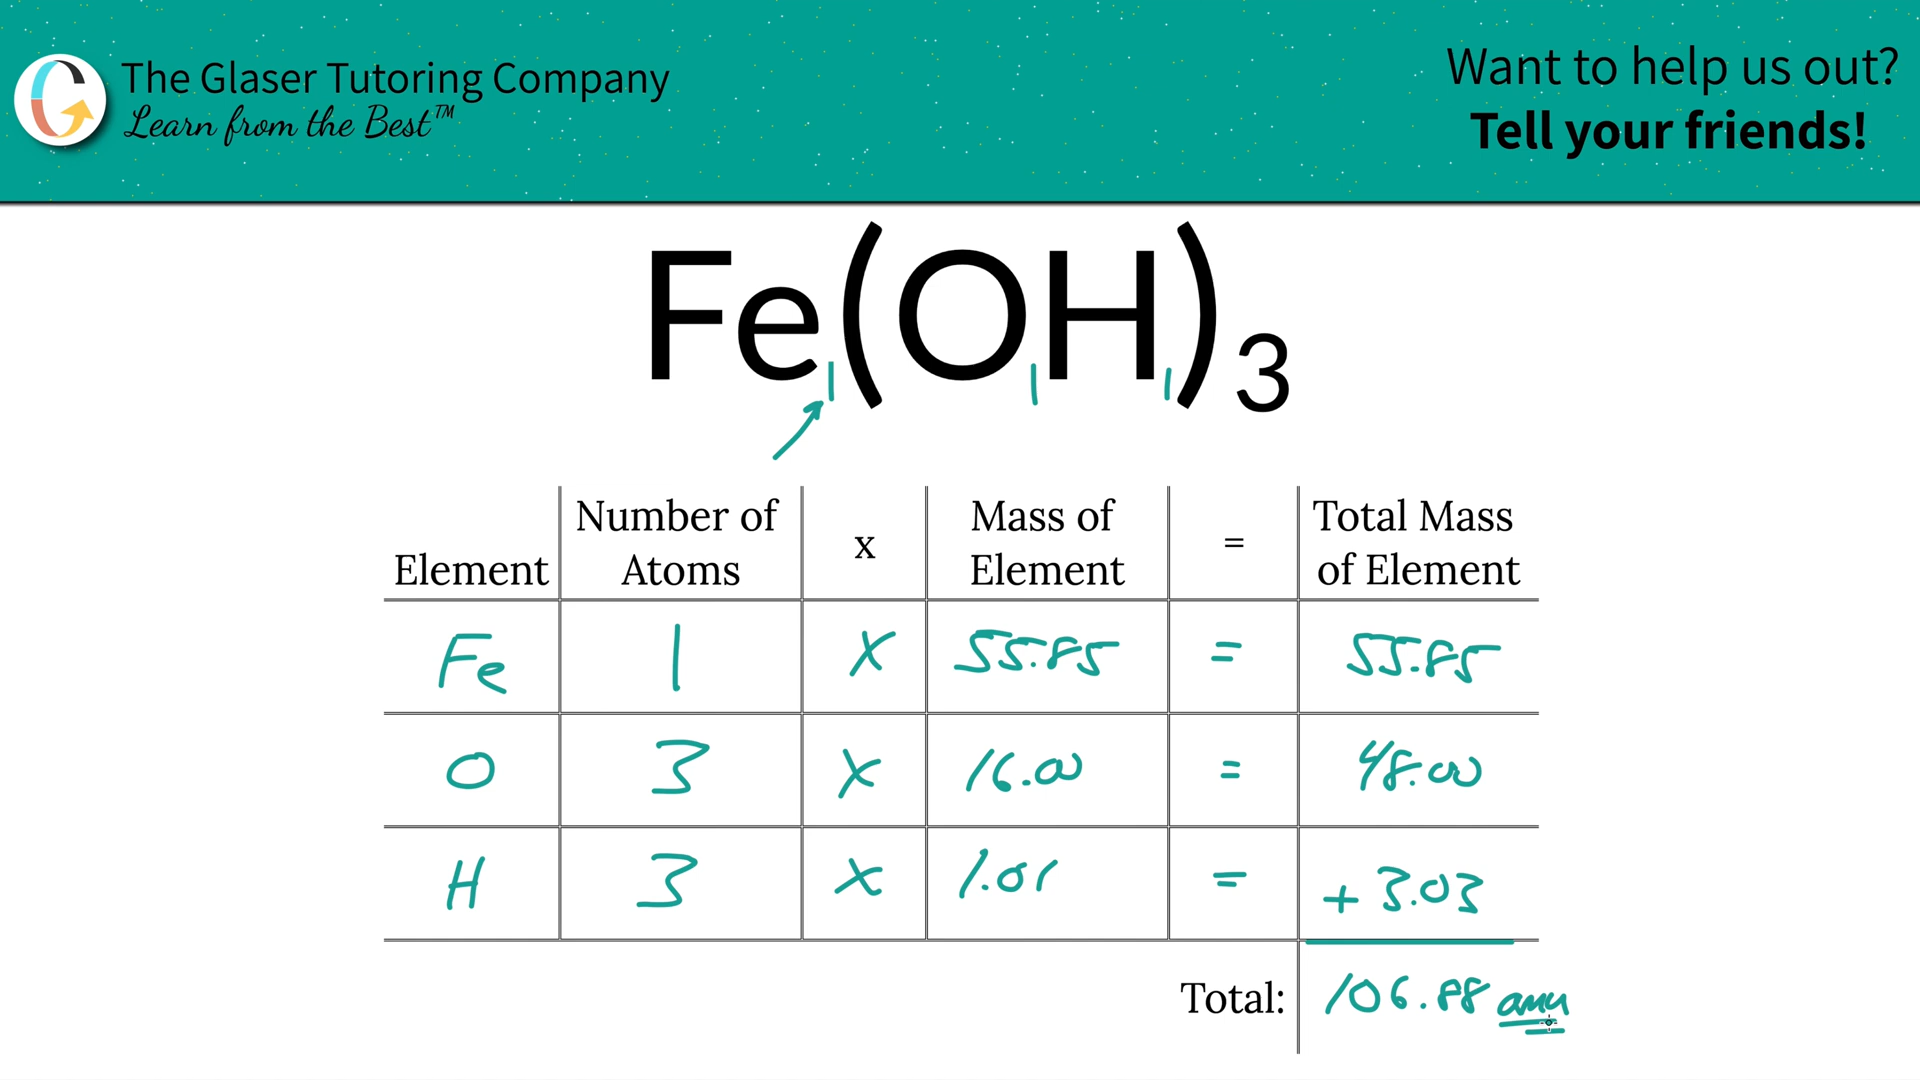 The Glaser Tutoring Company
Learn from the Best™
Want to help us out?
Tell your friends!
Fe(OH)₃
1 1 1
Element Number of Atoms x Mass of Element = Total Mass of Element
Fe 1 x 55.85 = 55.85
O 3 x 16.00 = 48.00
H 3 x 1.01 = + 3.03
Total: 106.88 amu